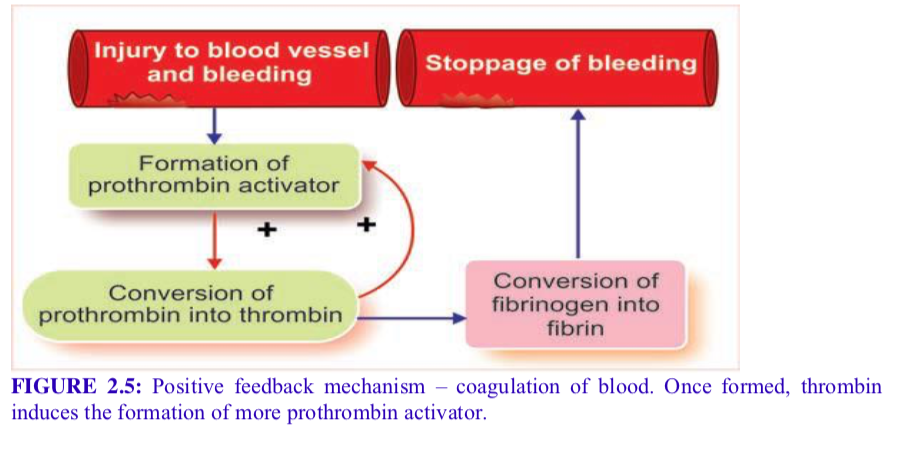 Injury to blood vessel
and bleeding
Stoppage of bleeding
Formation of
prothrombin activator
+
+
Conversion of
prothrombin into thrombin
Conversion of
fibrinogen into
fibrin
FIGURE 2.5: Positive feedback mechanism – coagulation of blood. Once formed, thrombin
induces the formation of more prothrombin activator.